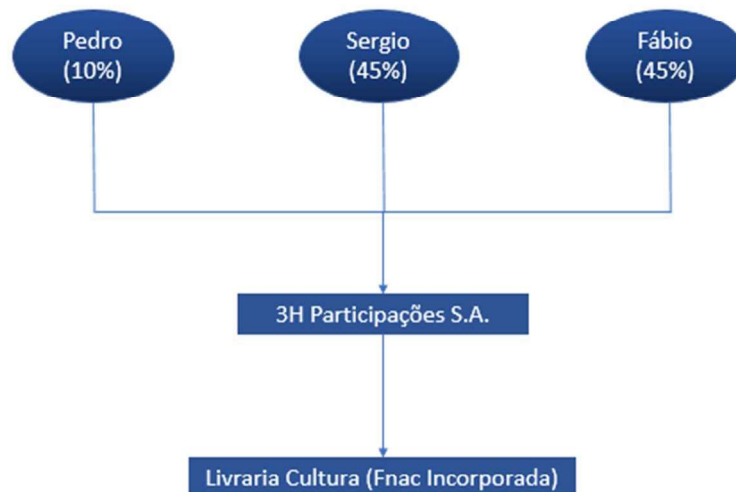 Pedro
(10%)
Sergio
(45%)
Fábio
(45%)
3H Participações S.A.
Livraria Cultura (Fnac Incorporada)